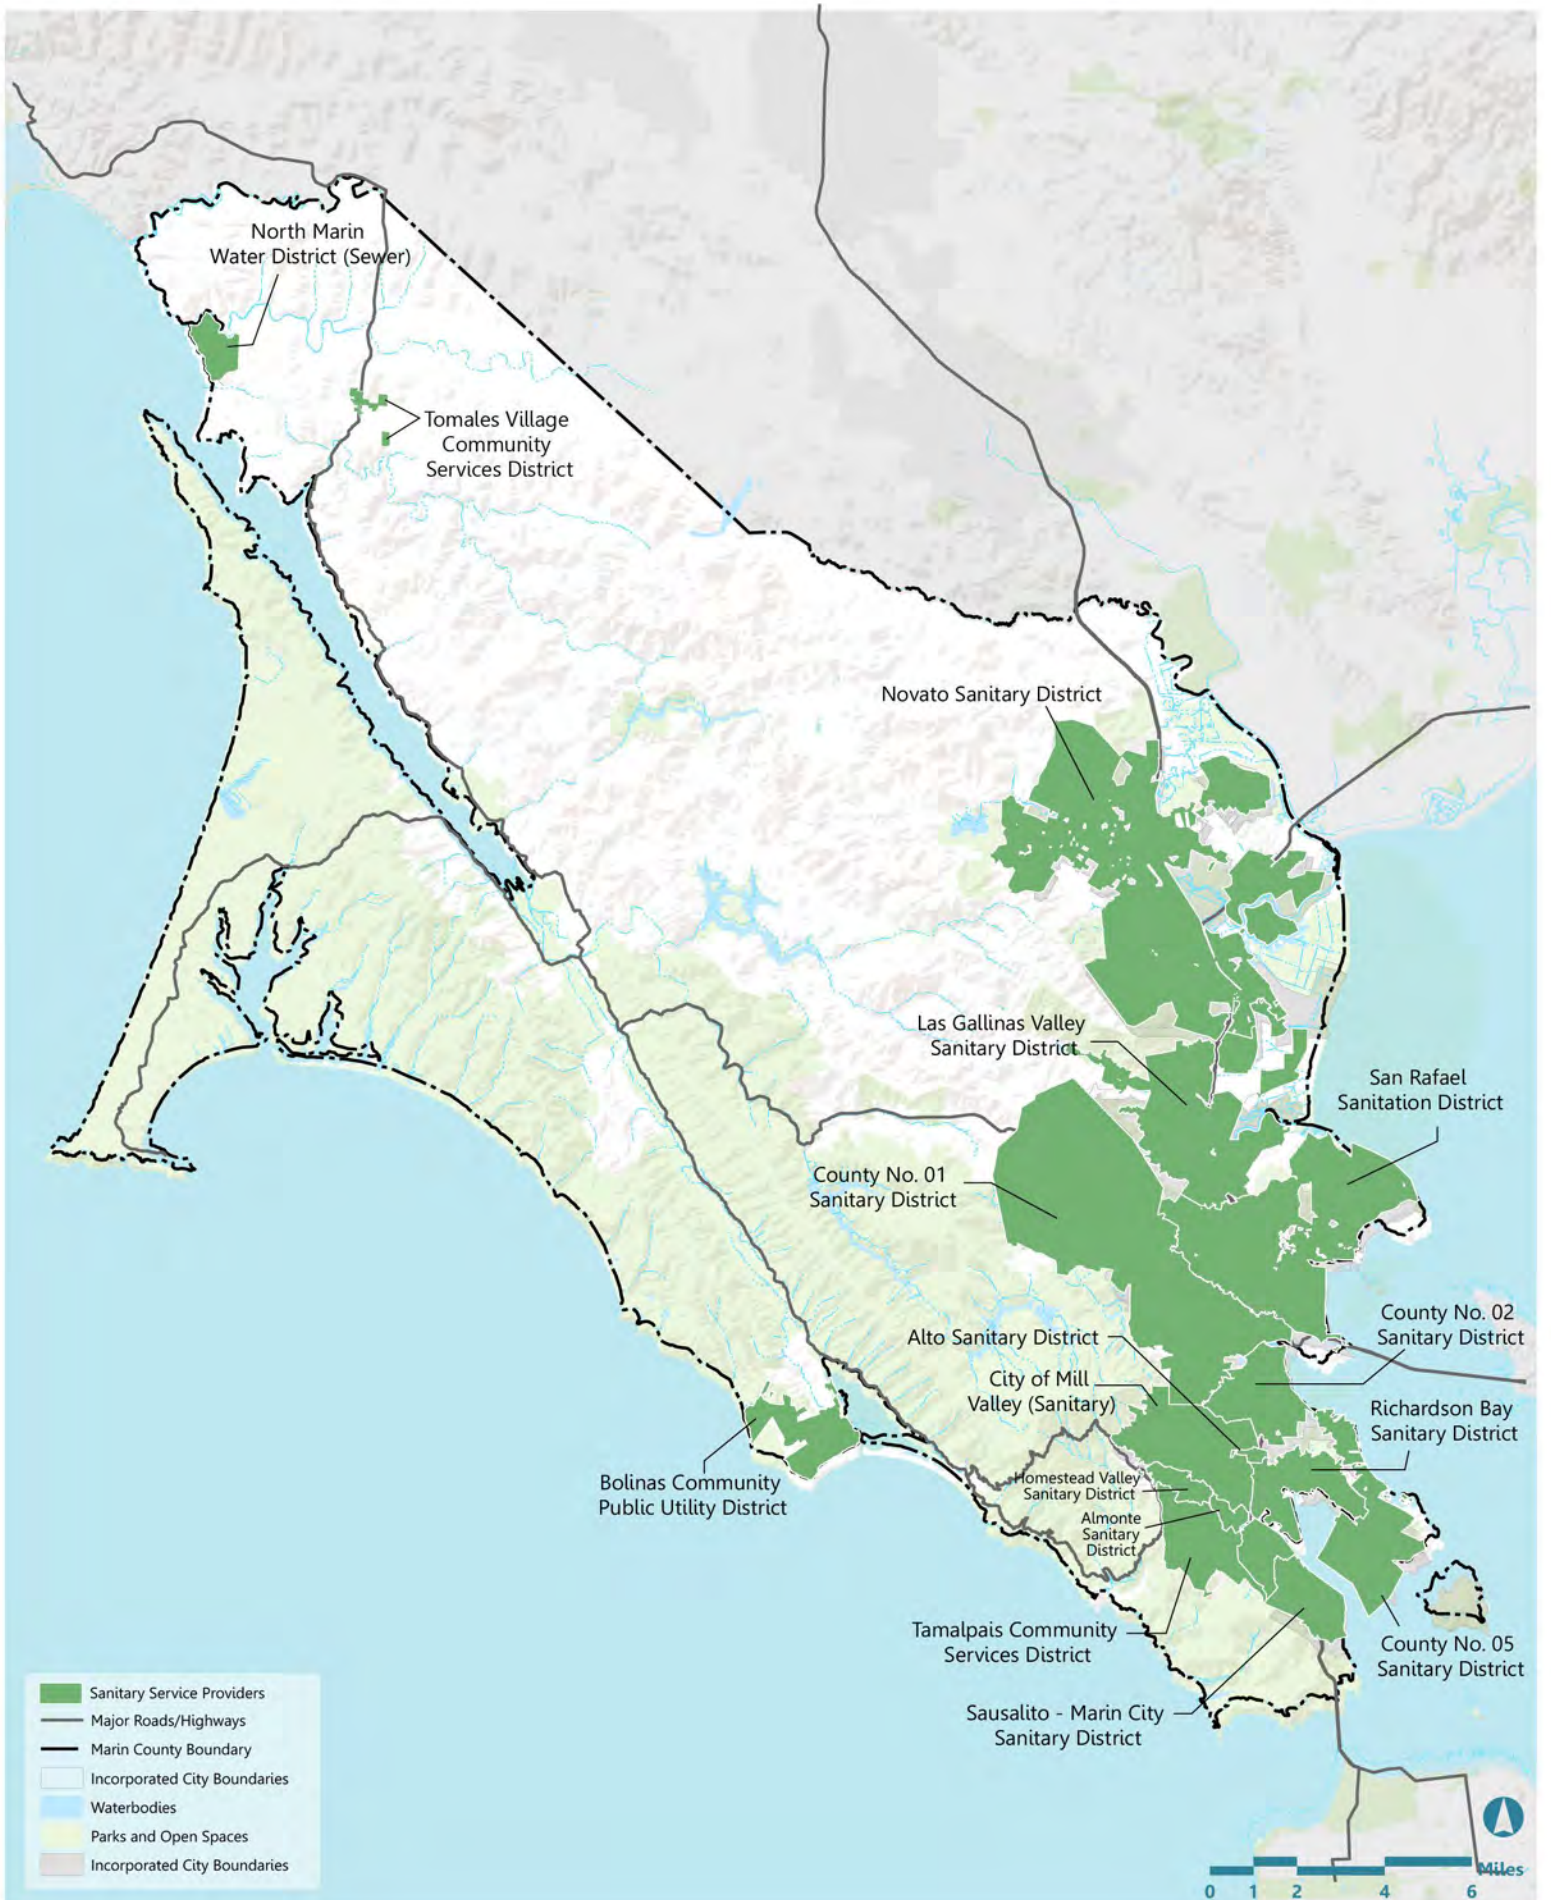 North Marin
Water District (Sewer)
Tomales Village
Community
Services District
Novato Sanitary District
Las Gallinas Valley
Sanitary District
San Rafael
Sanitation District
County No. 01
Sanitary District
County No. 02
Sanitary District
Alto Sanitary District
City of Mill
Valley (Sanitary)
Richardson Bay
Sanitary District
Homestead Valley
Sanitary District
Bolinas Community
Public Utility District
Almonte
Sanitary
District
Tamalpais Community
Services District
County No. 05
Sanitary District
Sausalito - Marin City
Sanitary District
Sanitary Service Providers
Major Roads/Highways
Marin County Boundary
Incorporated City Boundaries
Waterbodies
Parks and Open Spaces
Incorporated City Boundaries
Miles
0 1 2 4 6